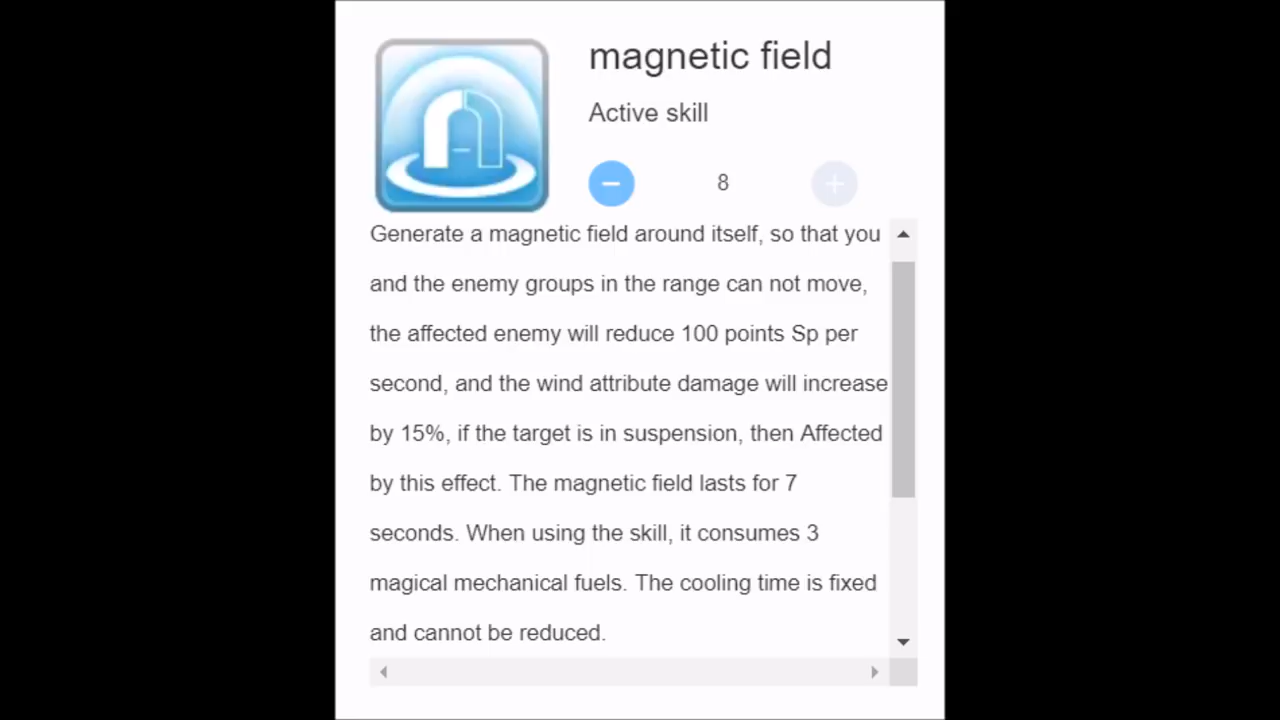 magnetic field
Active skill
8
Generate a magnetic field around itself, so that you
and the enemy groups in the range can not move,
the affected enemy will reduce 100 points Sp per
second, and the wind attribute damage will increase
by 15%, if the target is in suspension, then Affected
by this effect. The magnetic field lasts for 7
seconds. When using the skill, it consumes 3
magical mechanical fuels. The cooling time is fixed
and cannot be reduced.